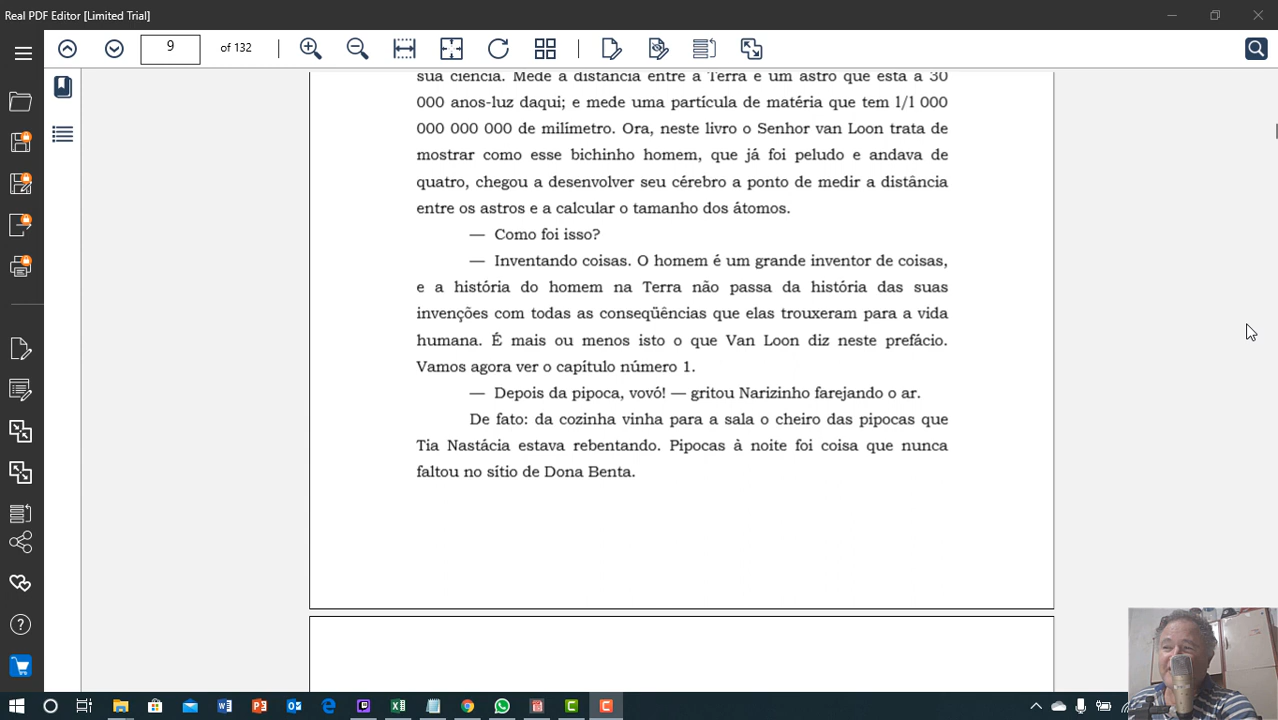 Real PDF Editor [Limited Trial]
9
of 132
sua ciência. Mede a distância entre a Terra e um astro que está a 30
000 anos-luz daqui; e mede uma partícula de matéria que tem 1/1 000
000 000 000 de milímetro. Ora, neste livro o Senhor van Loon trata de
mostrar como esse bichinho homem, que já foi peludo e andava de
quatro, chegou a desenvolver seu cérebro a ponto de medir a distância
entre os astros e a calcular o tamanho dos átomos.
— Como foi isso?
— Inventando coisas. O homem é um grande inventor de coisas,
e a história do homem na Terra não passa da história das suas
invenções com todas as conseqüências que elas trouxeram para a vida
humana. É mais ou menos isto o que Van Loon diz neste prefácio.
Vamos agora ver o capítulo número 1.
— Depois da pipoca, vovó! — gritou Narizinho farejando o ar.
De fato: da cozinha vinha para a sala o cheiro das pipocas que
Tia Nastácia estava rebentando. Pipocas à noite foi coisa que nunca
faltou no sítio de Dona Benta.